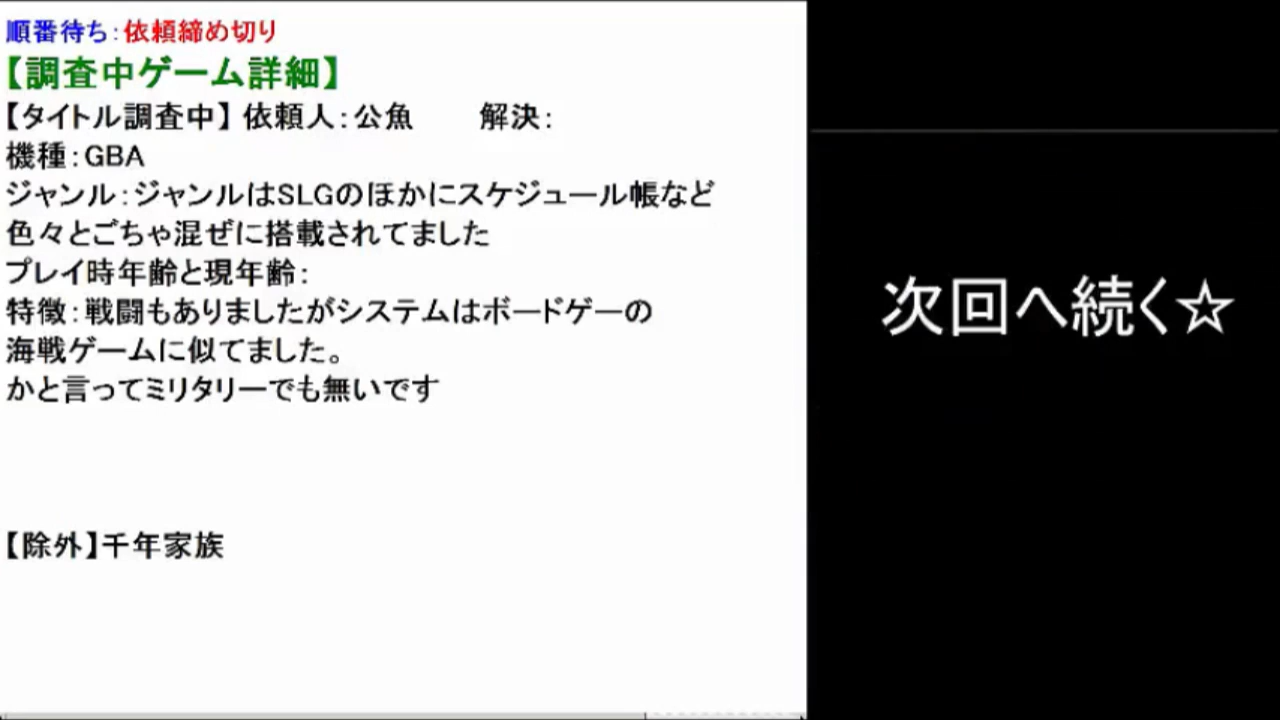 順番待ち:依頼締め切り
【調査中ゲーム詳細】
【タイトル調査中】 依頼人:公魚　　解決:
機種:GBA
ジャンル:ジャンルはSLGのほかにスケジュール帳など
色々とごちゃ混ぜに搭載されてました
プレイ時年齢と現年齢:
特徴:戦闘もありましたがシステムはボードゲーの
海戦ゲームに似てました。
かと言ってミリタリーでも無いです
【除外】千年家族
次回へ続く☆